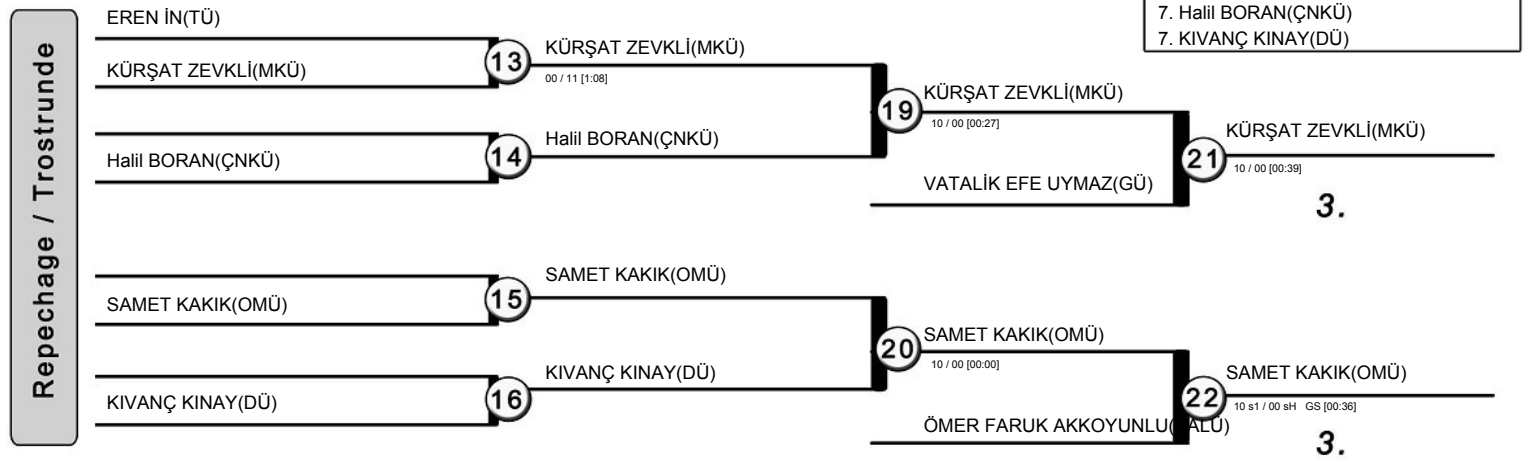 7. Halil BORAN(ÇNKÜ)
7. KIVANÇ KINAY(DÜ)
Repechage / Trostrunde
EREN İN(TÜ)
KÜRŞAT ZEVKLİ(MKÜ)
13
KÜRŞAT ZEVKLİ(MKÜ)
00 / 11 [1:08]
Halil BORAN(ÇNKÜ)
14
Halil BORAN(ÇNKÜ)
19
KÜRŞAT ZEVKLİ(MKÜ)
10 / 00 [00:27]
VATALİK EFE UYMAZ(GÜ)
21
KÜRŞAT ZEVKLİ(MKÜ)
10 / 00 [00:39]
3.
SAMET KAKIK(OMÜ)
15
SAMET KAKIK(OMÜ)
KIVANÇ KINAY(DÜ)
16
KIVANÇ KINAY(DÜ)
20
SAMET KAKIK(OMÜ)
10 / 00 [00:00]
ÖMER FARUK AKKOYUNLU(ALÜ)
22
SAMET KAKIK(OMÜ)
10 s1 / 00 sH GS [00:36]
3.